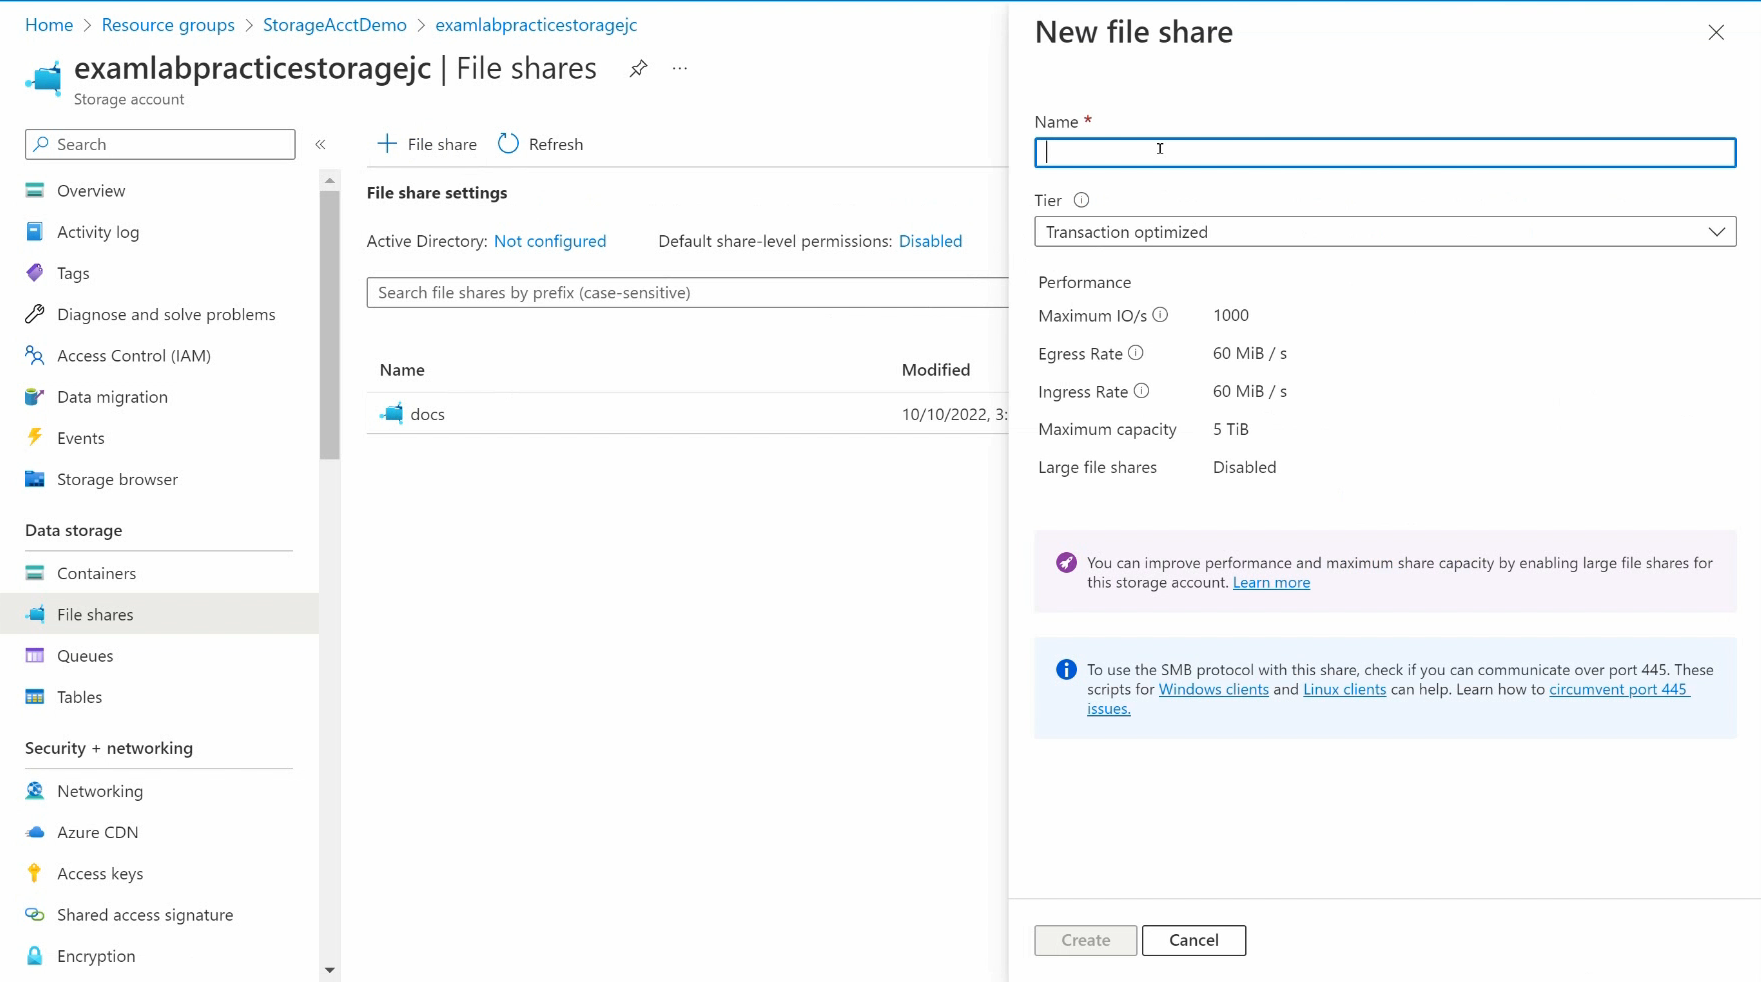 Home > Resource groups > StorageAcctDemo > examlabpracticestoragejc
examlabpracticestoragejc | File shares ...
Storage account
Search «
Overview
Activity log
Tags
Diagnose and solve problems
Access Control (IAM)
Data migration
Events
Storage browser
Data storage
Containers
File shares
Queues
Tables
Security + networking
Networking
Azure CDN
Access keys
Shared access signature
Encryption
+ File share Refresh
File share settings
Active Directory: Not configured Default share-level permissions: Disabled
Search file shares by prefix (case-sensitive)
Name Modified
docs 10/10/2022, 3:
New file share
Name *
Tier
Transaction optimized
Performance
Maximum IO/s 1000
Egress Rate 60 MiB / s
Ingress Rate 60 MiB / s
Maximum capacity 5 TiB
Large file shares Disabled
You can improve performance and maximum share capacity by enabling large file shares for
this storage account. Learn more
To use the SMB protocol with this share, check if you can communicate over port 445. These
scripts for Windows clients and Linux clients can help. Learn how to circumvent port 445
issues.
Create Cancel